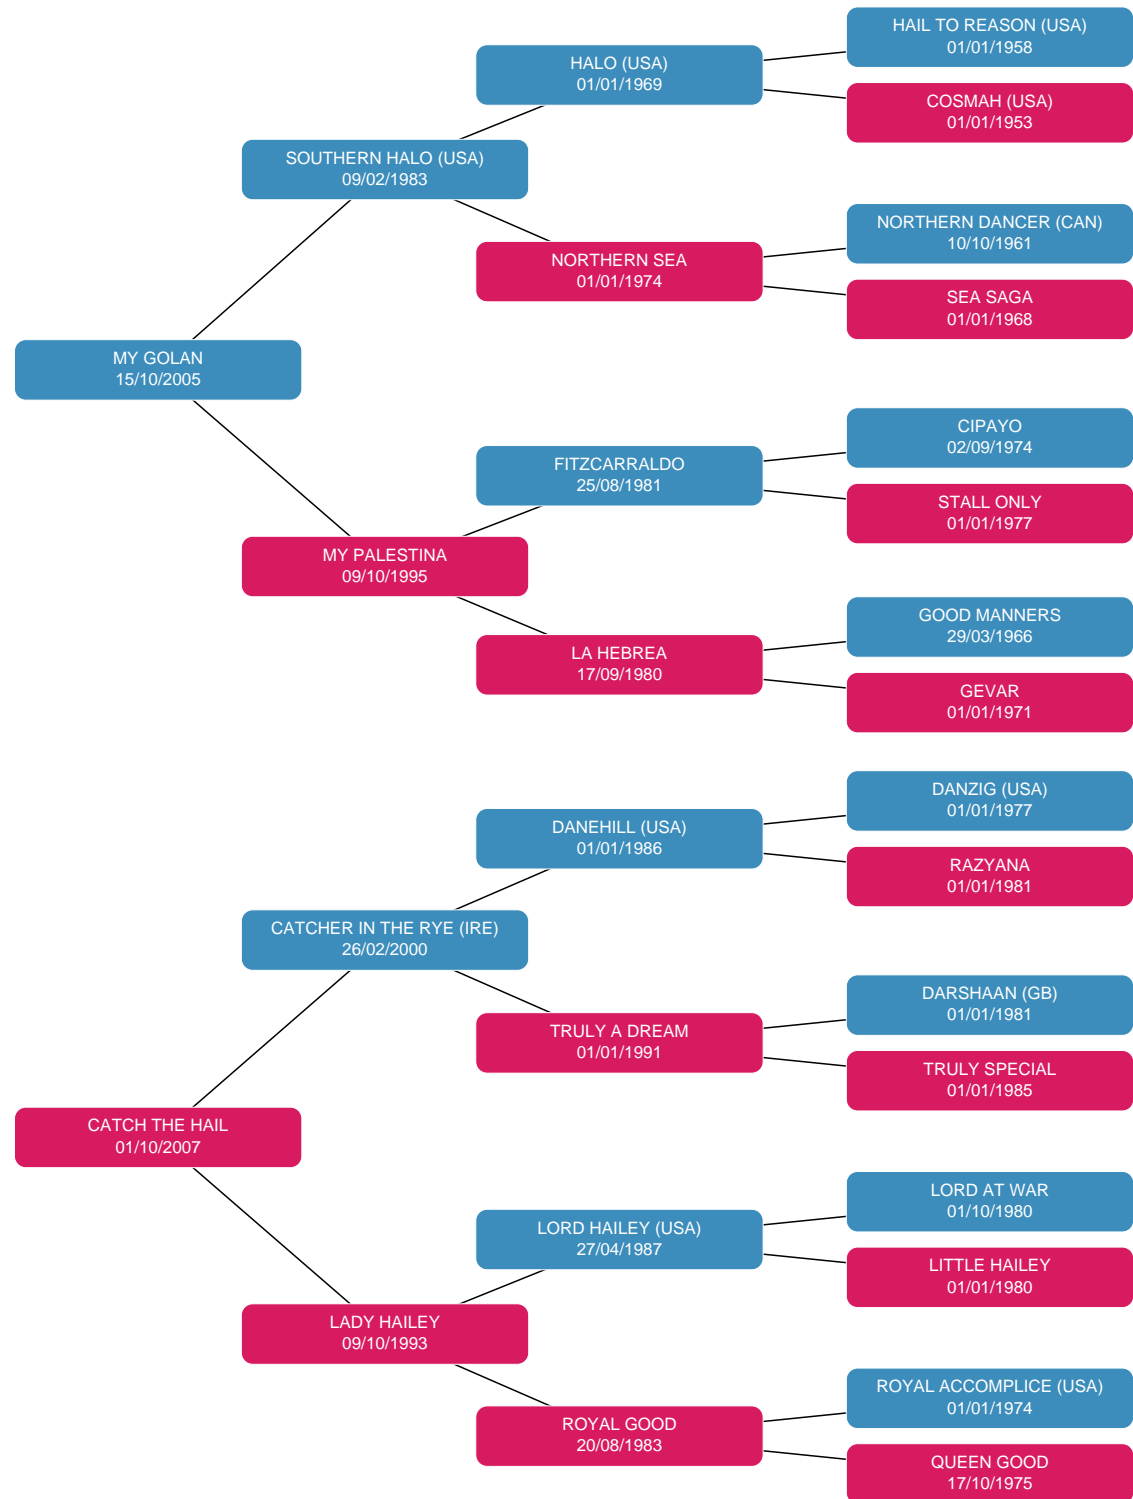 HAIL TO REASON (USA)
01/01/1958
HALO (USA)
01/01/1969
COSMAH (USA)
01/01/1953
SOUTHERN HALO (USA)
09/02/1983
NORTHERN DANCER (CAN)
10/10/1961
NORTHERN SEA
01/01/1974
SEA SAGA
01/01/1968
MY GOLAN
15/10/2005
CIPAYO
02/09/1974
FITZCARRALDO
25/08/1981
STALL ONLY
01/01/1977
MY PALESTINA
09/10/1995
GOOD MANNERS
29/03/1966
LA HEBREA
17/09/1980
GEVAR
01/01/1971
DANZIG (USA)
01/01/1977
DANEHILL (USA)
01/01/1986
RAZYANA
01/01/1981
CATCHER IN THE RYE (IRE)
26/02/2000
DARSHAAN (GB)
01/01/1981
TRULY A DREAM
01/01/1991
TRULY SPECIAL
01/01/1985
CATCH THE HAIL
01/10/2007
LORD AT WAR
01/10/1980
LORD HAILEY (USA)
27/04/1987
LITTLE HAILEY
01/01/1980
LADY HAILEY
09/10/1993
ROYAL ACCOMPLICE (USA)
01/01/1974
ROYAL GOOD
20/08/1983
QUEEN GOOD
17/10/1975